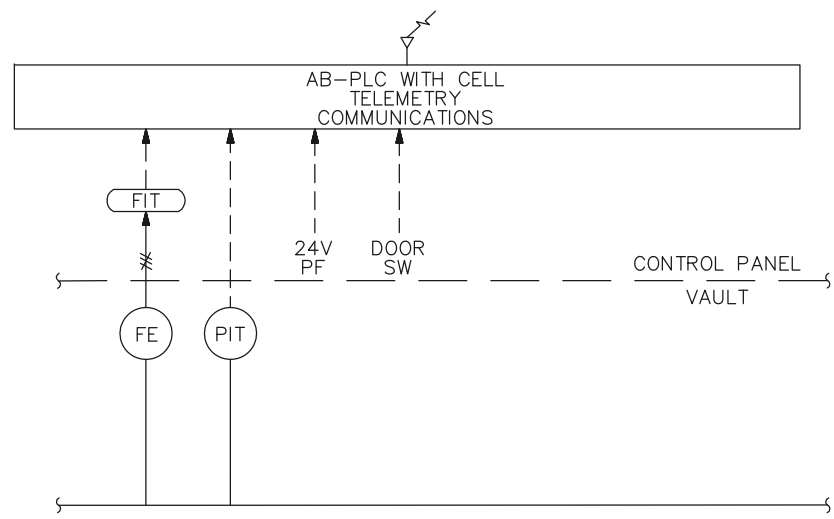 AB-PLC WITH CELL
TELEMETRY
COMMUNICATIONS
FIT
24V
PF
DOOR
SW
CONTROL PANEL
VAULT
FE
PIT